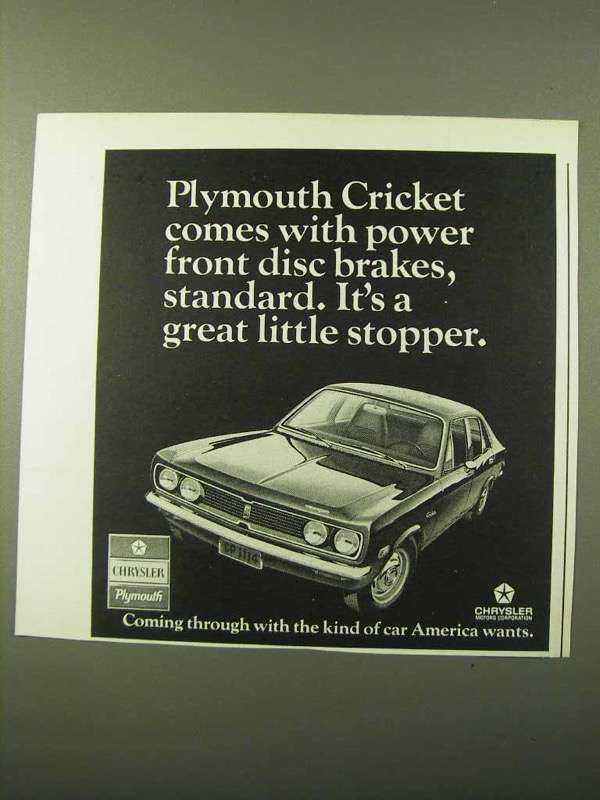 Plymouth Cricket
comes with power
front disc brakes,
standard. It's a
great little stopper.
CHRYSLER
Plymouth
CHRYSLER
MOTORS CORPORATION
Coming through with the kind of car America wants.